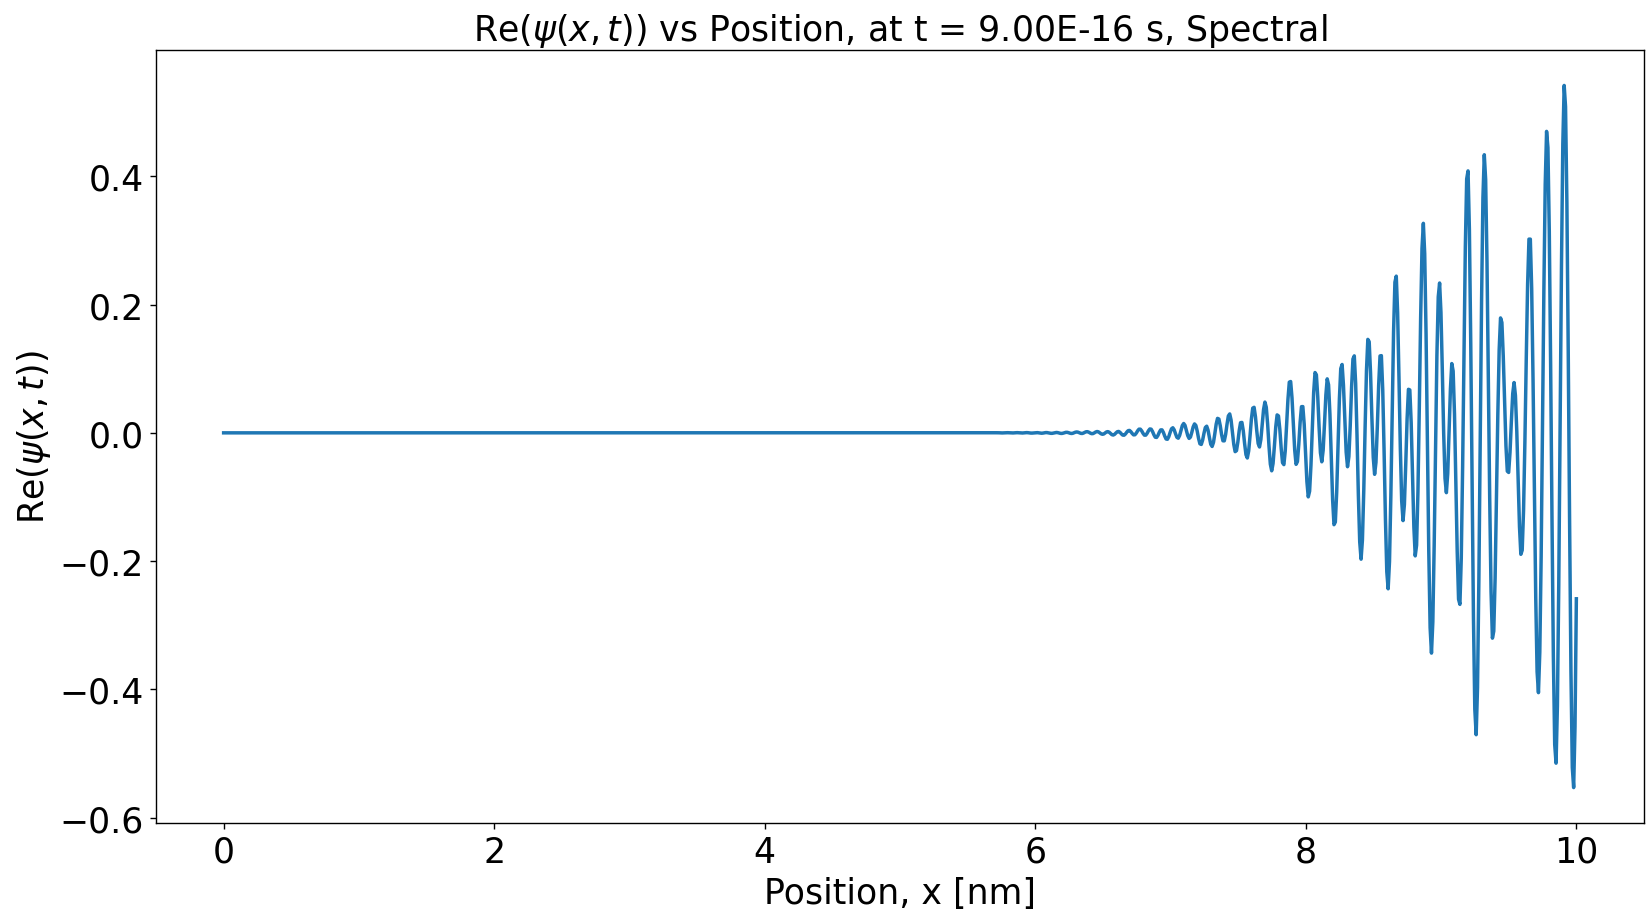 Re(ψ(x, t)) vs Position, at t = 9.00E-16 s, Spectral
Re(ψ(x, t))
0.4
0.2
0.0
−0.2
−0.4
−0.6
0 2 4 6 8 10
Position, x [nm]